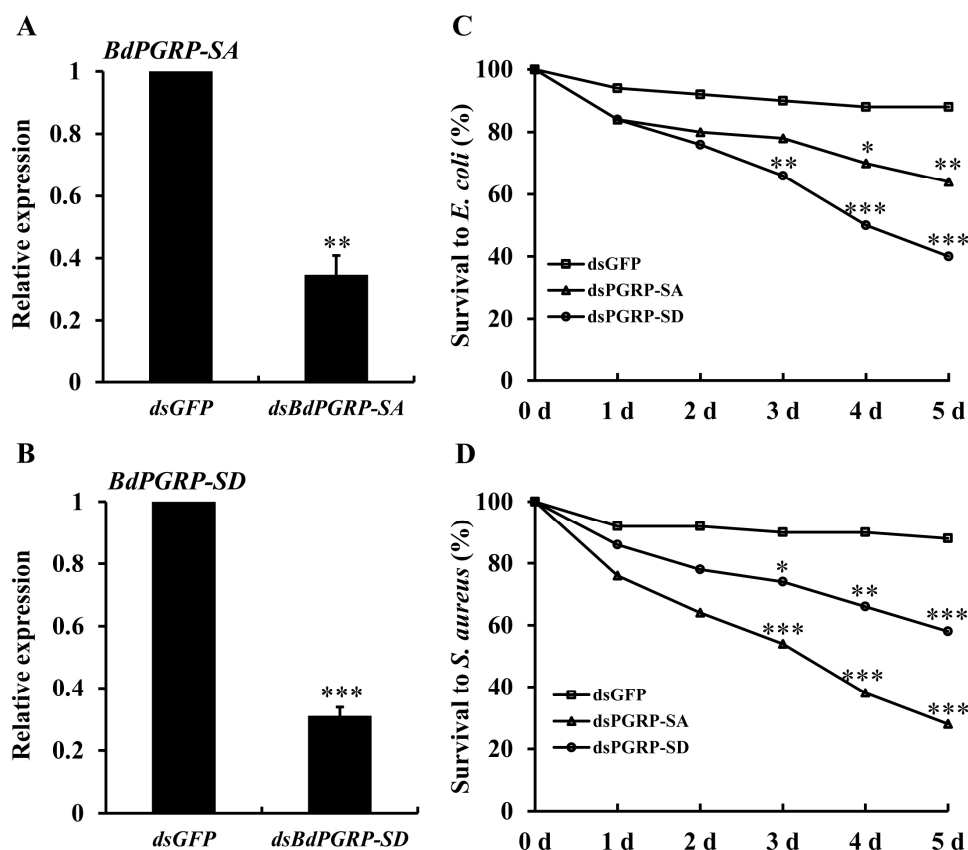 A
BdPGRP-SA
Relative expression
1
0.8
0.6
0.4
0.2
0
**
dsGFP
dsBdPGRP-SA
B
BdPGRP-SD
Relative expression
1
0.8
0.6
0.4
0.2
0
***
dsGFP
dsBdPGRP-SD
C
Survival to E. coli (%)
100
80
60
40
20
0
*
**
**
***
***
dsGFP
dsPGRP-SA
dsPGRP-SD
0 d 1 d 2 d 3 d 4 d 5 d
D
Survival to S. aureus (%)
100
80
60
40
20
0
*
**
***
***
***
***
dsGFP
dsPGRP-SA
dsPGRP-SD
0 d 1 d 2 d 3 d 4 d 5 d